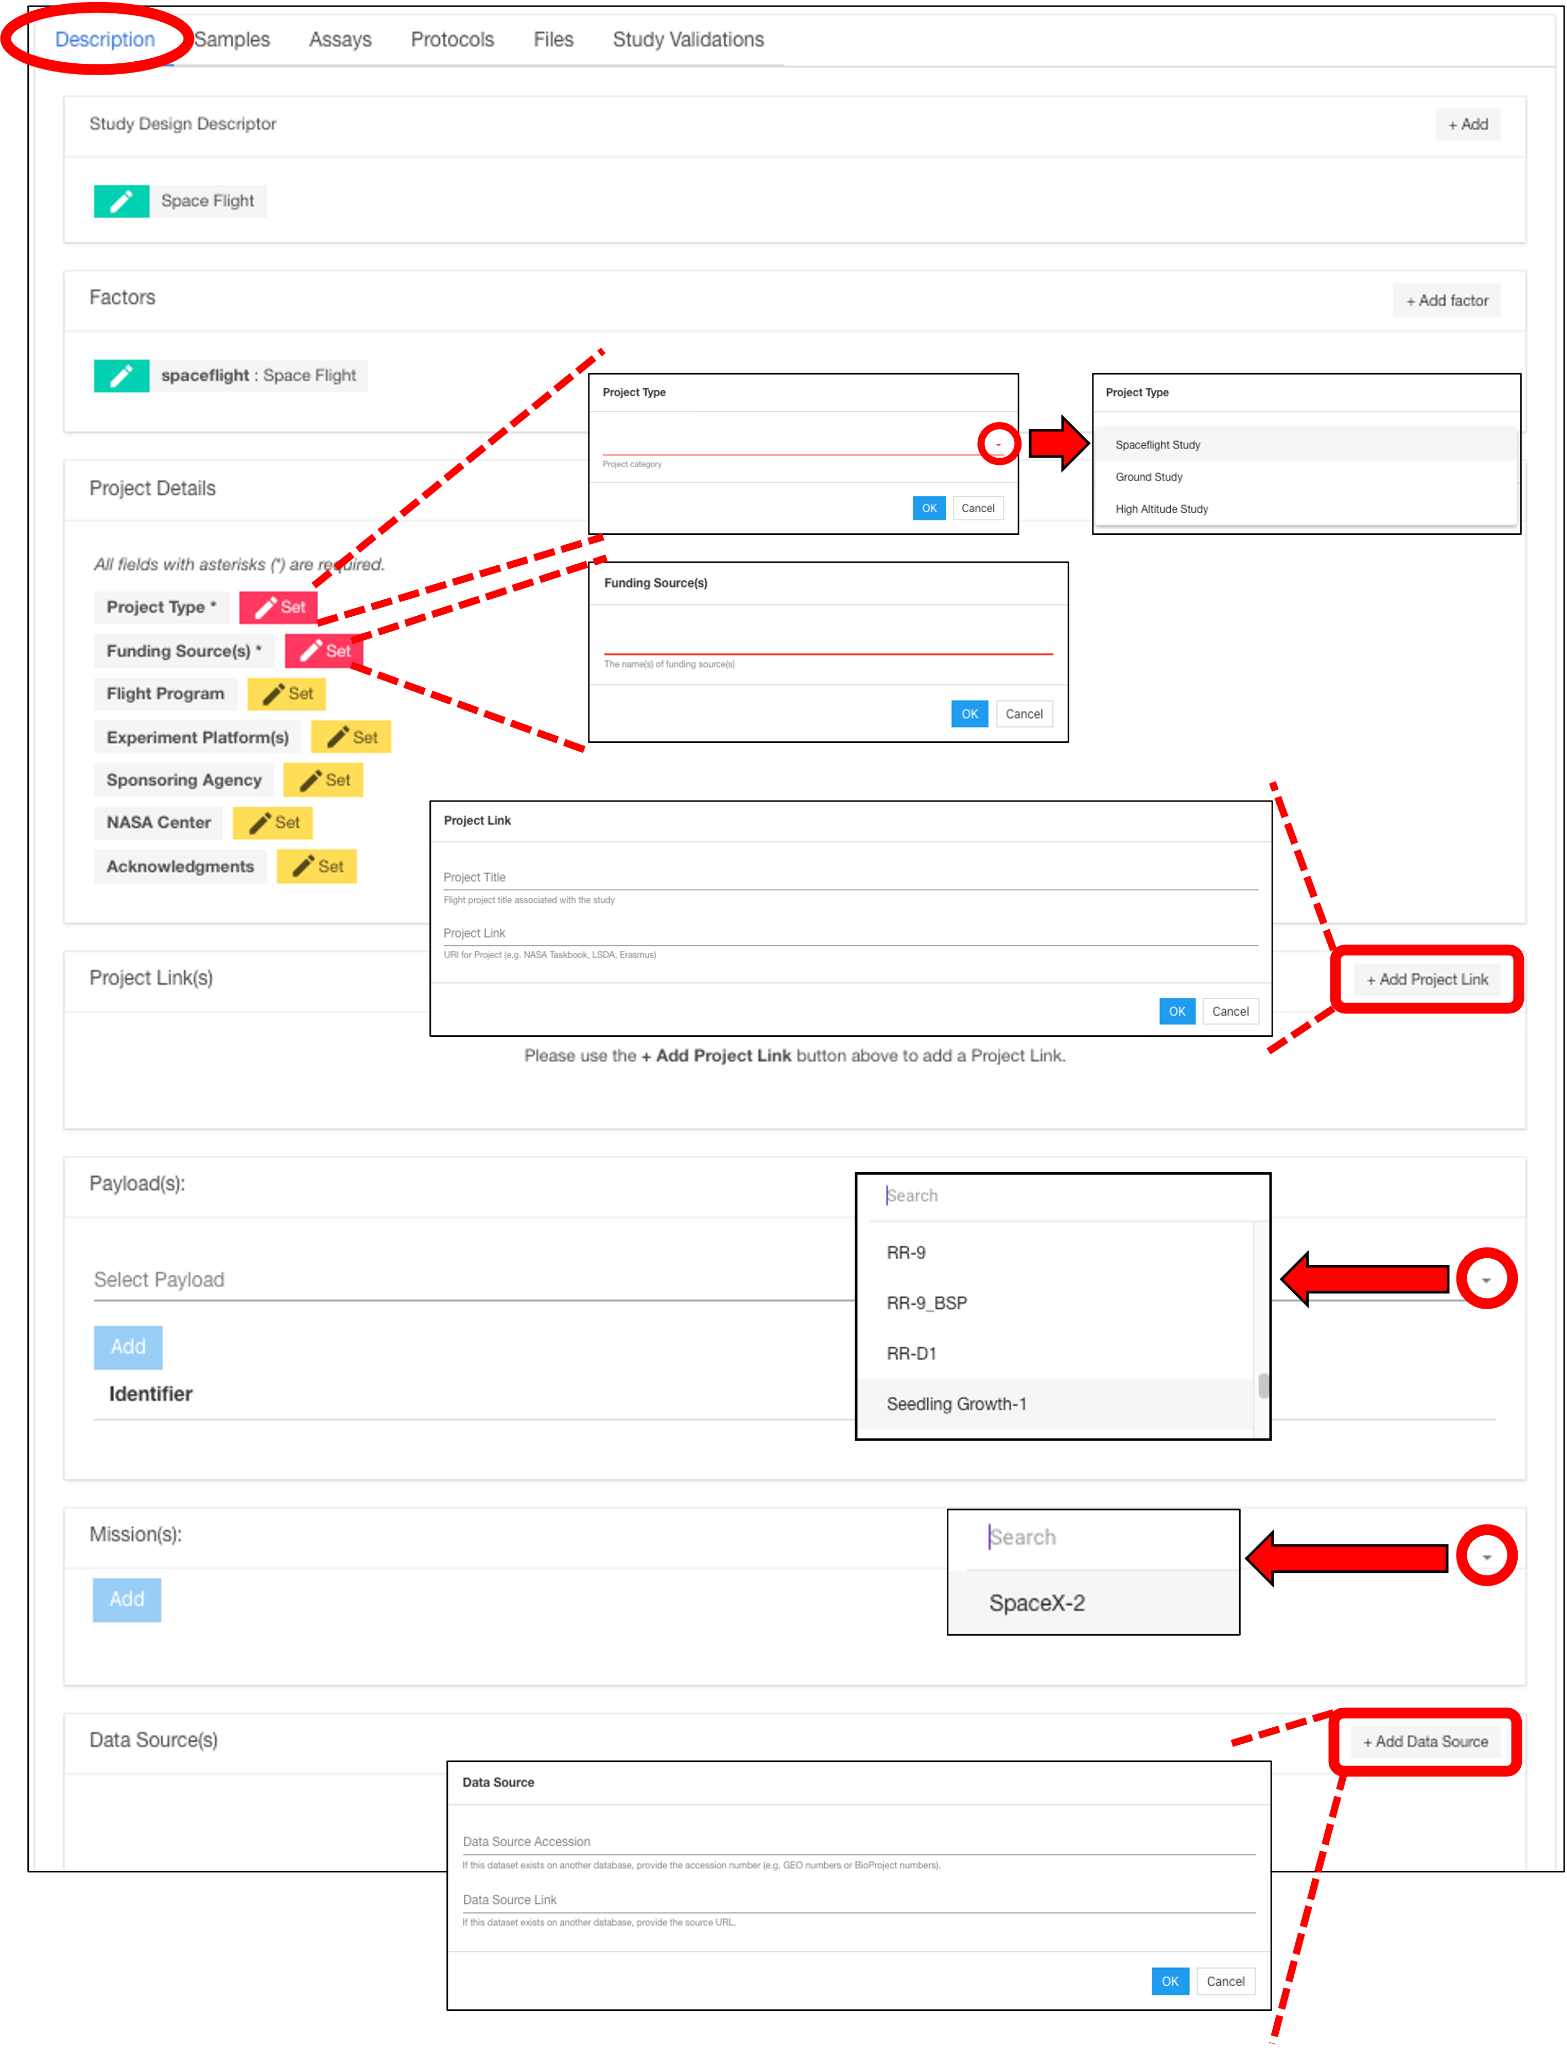 Description Samples Assays Protocols Files Study Validations
Study Design Descriptor + Add
Space Flight
Factors + Add factor
spaceflight : Space Flight
Project Type
Project category
OK Cancel
Project Type
Spaceflight Study
Ground Study
High Altitude Study
Project Details
All fields with asterisks (*) are required.
Project Type * Set
Funding Source(s) * Set
Flight Program Set
Experiment Platform(s) Set
Sponsoring Agency Set
NASA Center Set
Acknowledgments Set
Funding Source(s)
The name(s) of funding source(s)
OK Cancel
Project Link
Project Title
Flight project title associated with the study
Project Link
URI for Project (e.g. NASA Taskbook, LSDA, Erasmus)
OK Cancel
Project Link(s) + Add Project Link
Please use the + Add Project Link button above to add a Project Link.
Payload(s):
Select Payload
Add
Identifier
Search
RR-9
RR-9_BSP
RR-D1
Seedling Growth-1
Mission(s):
Add
Search
SpaceX-2
Data Source(s) + Add Data Source
Data Source
Data Source Accession
If this dataset exists on another database, provide the accession number (e.g. GEO numbers or BioProject numbers).
Data Source Link
If this dataset exists on another database, provide the source URL.
OK Cancel